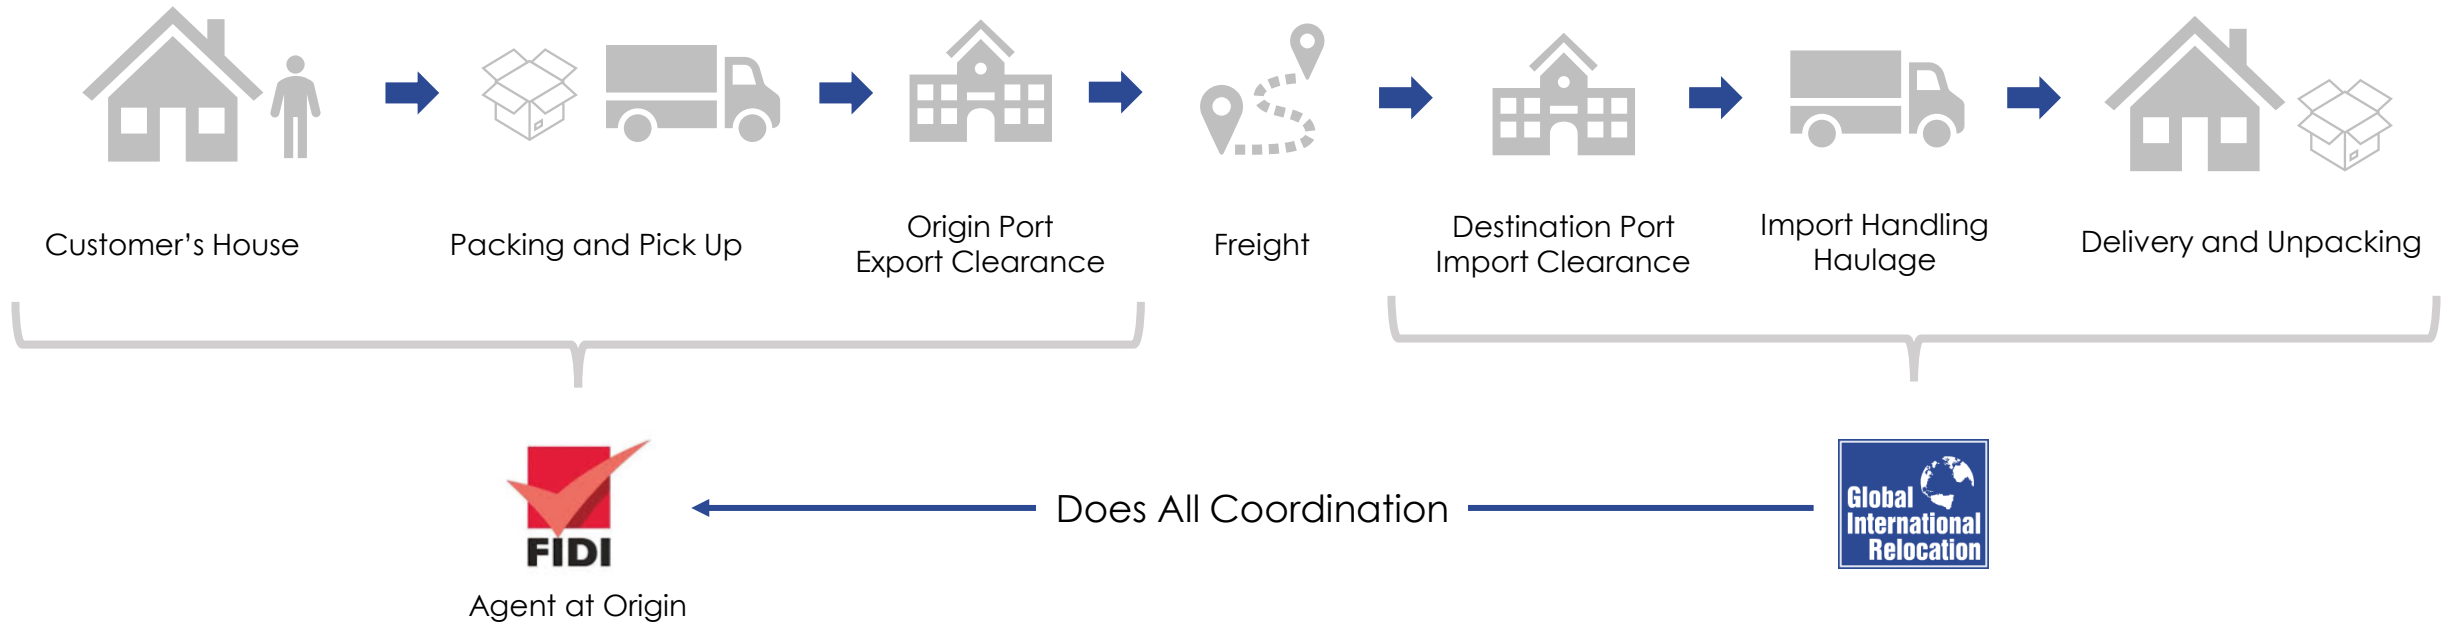 Customer’s House
Packing and Pick Up
Origin Port
Export Clearance
Freight
Destination Port
Import Clearance
Import Handling
Haulage
Delivery and Unpacking
FIDI
Agent at Origin
Does All Coordination
Global
International
Relocation